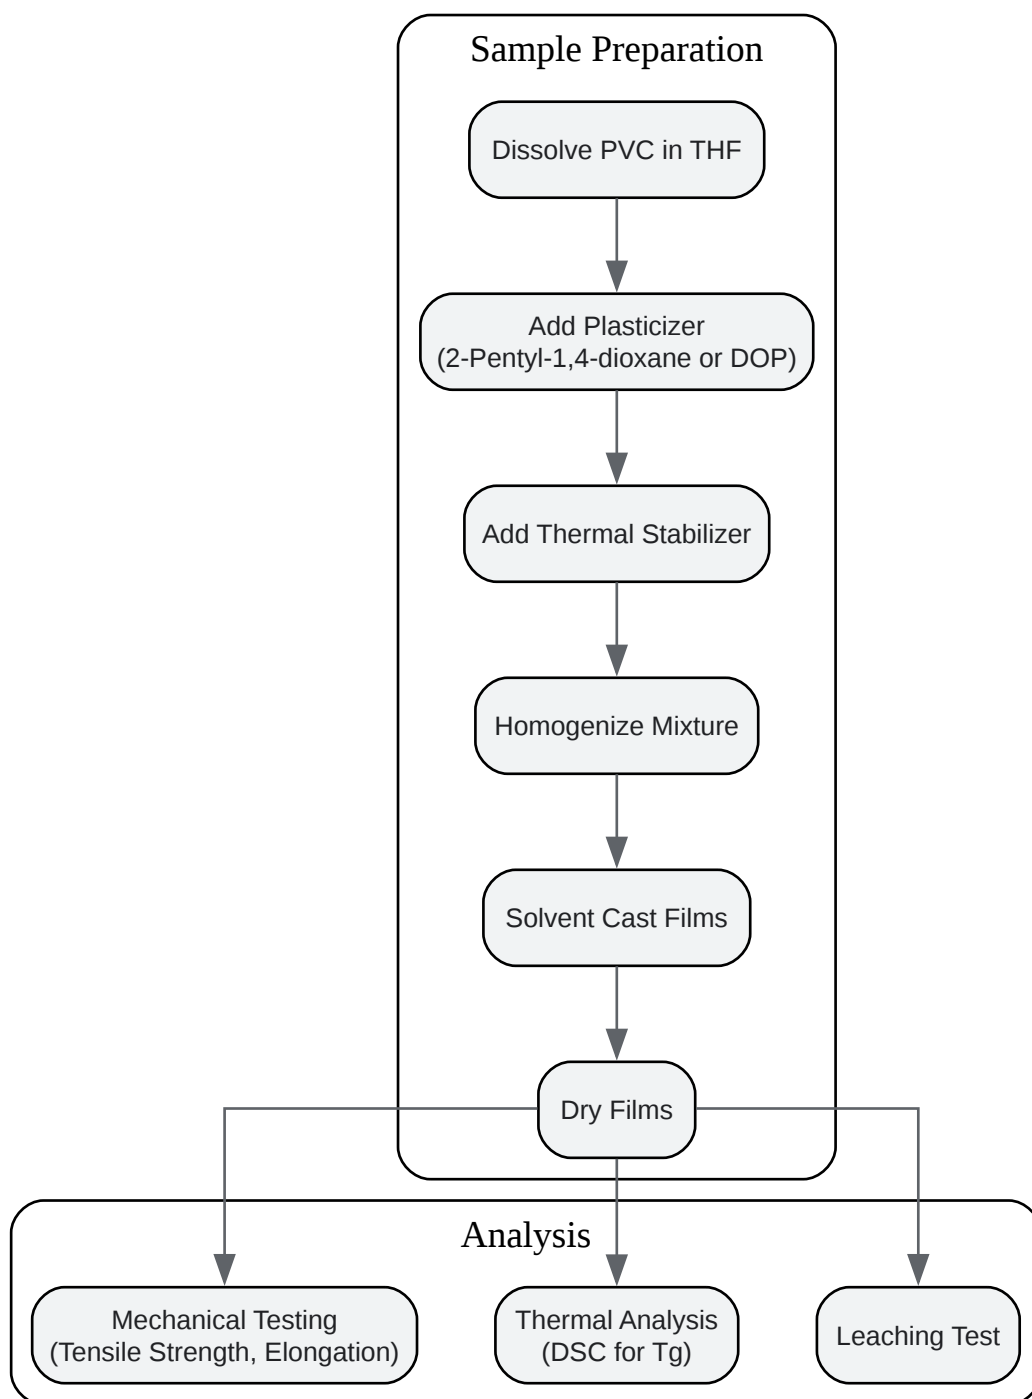 Sample Preparation
Dissolve PVC in THF
Add Plasticizer
(2-Pentyl-1,4-dioxane or DOP)
Add Thermal Stabilizer
Homogenize Mixture
Solvent Cast Films
Dry Films
Analysis
Mechanical Testing
(Tensile Strength, Elongation)
Thermal Analysis
(DSC for Tg)
Leaching Test